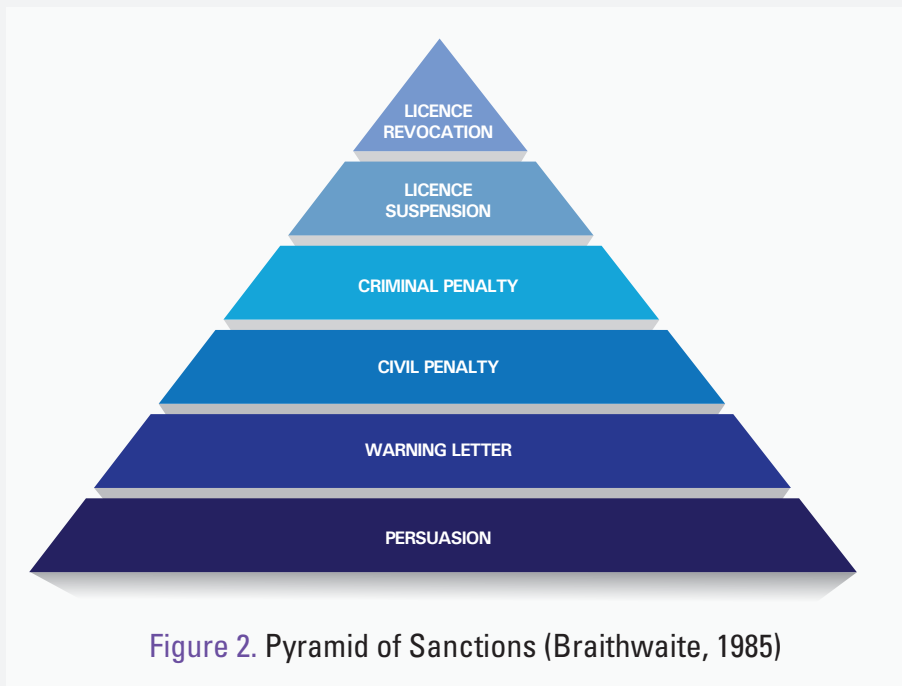 LICENCE
REVOCATION
LICENCE
SUSPENSION
CRIMINAL PENALTY
CIVIL PENALTY
WARNING LETTER
PERSUASION
Figure 2. Pyramid of Sanctions (Braithwaite, 1985)